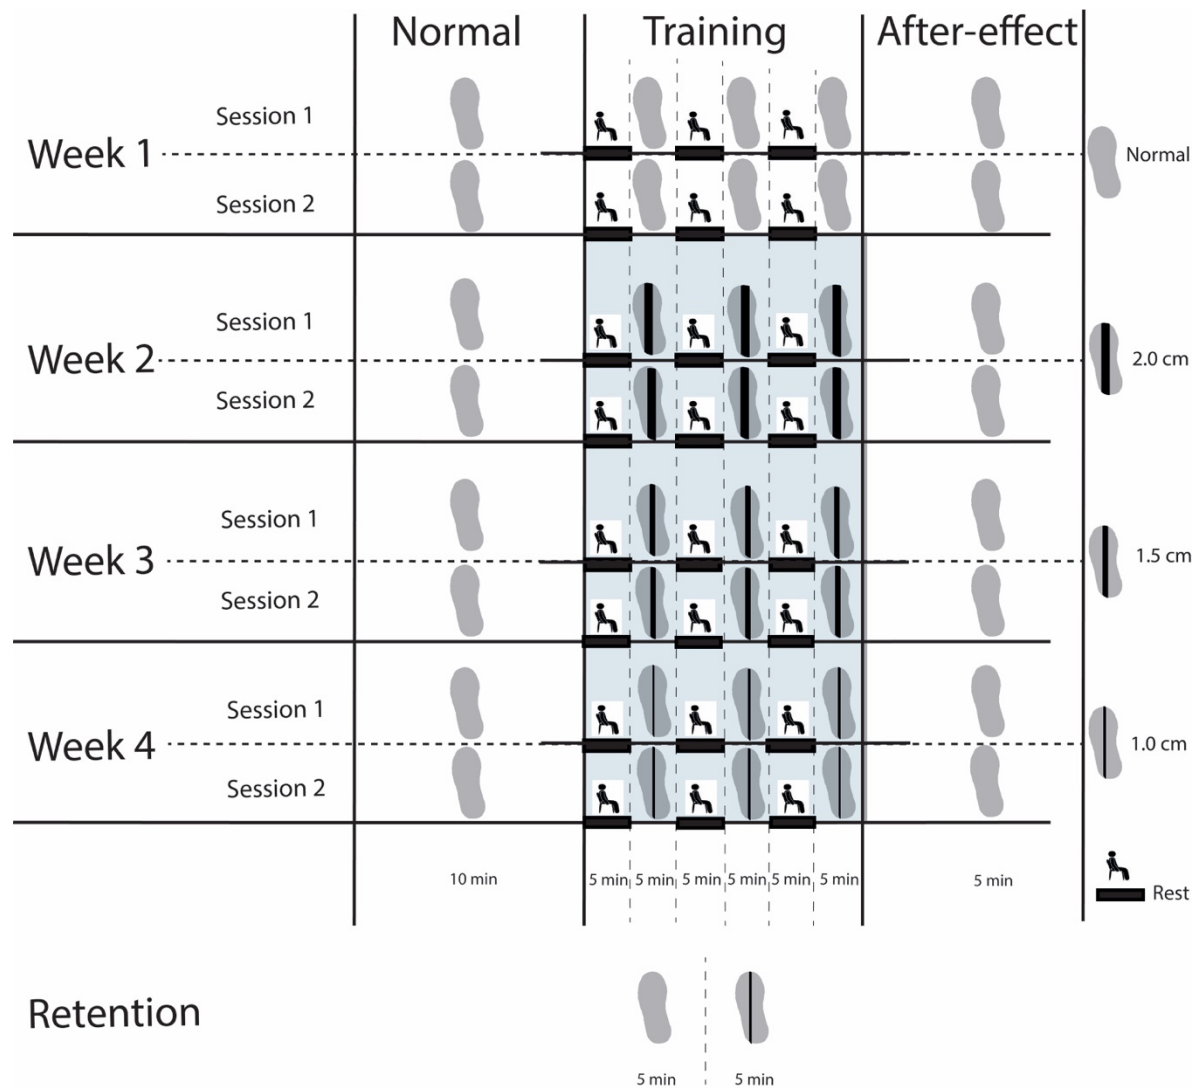 Normal Training After-effect
Session 1
Week 1 Normal
Session 2
Session 1
Week 2 2.0 cm
Session 2
Session 1
Week 3 1.5 cm
Session 2
Session 1
Week 4 1.0 cm
Session 2
10 min 5 min 5 min 5 min 5 min 5 min 5 min 5 min
Rest
Retention
5 min 5 min